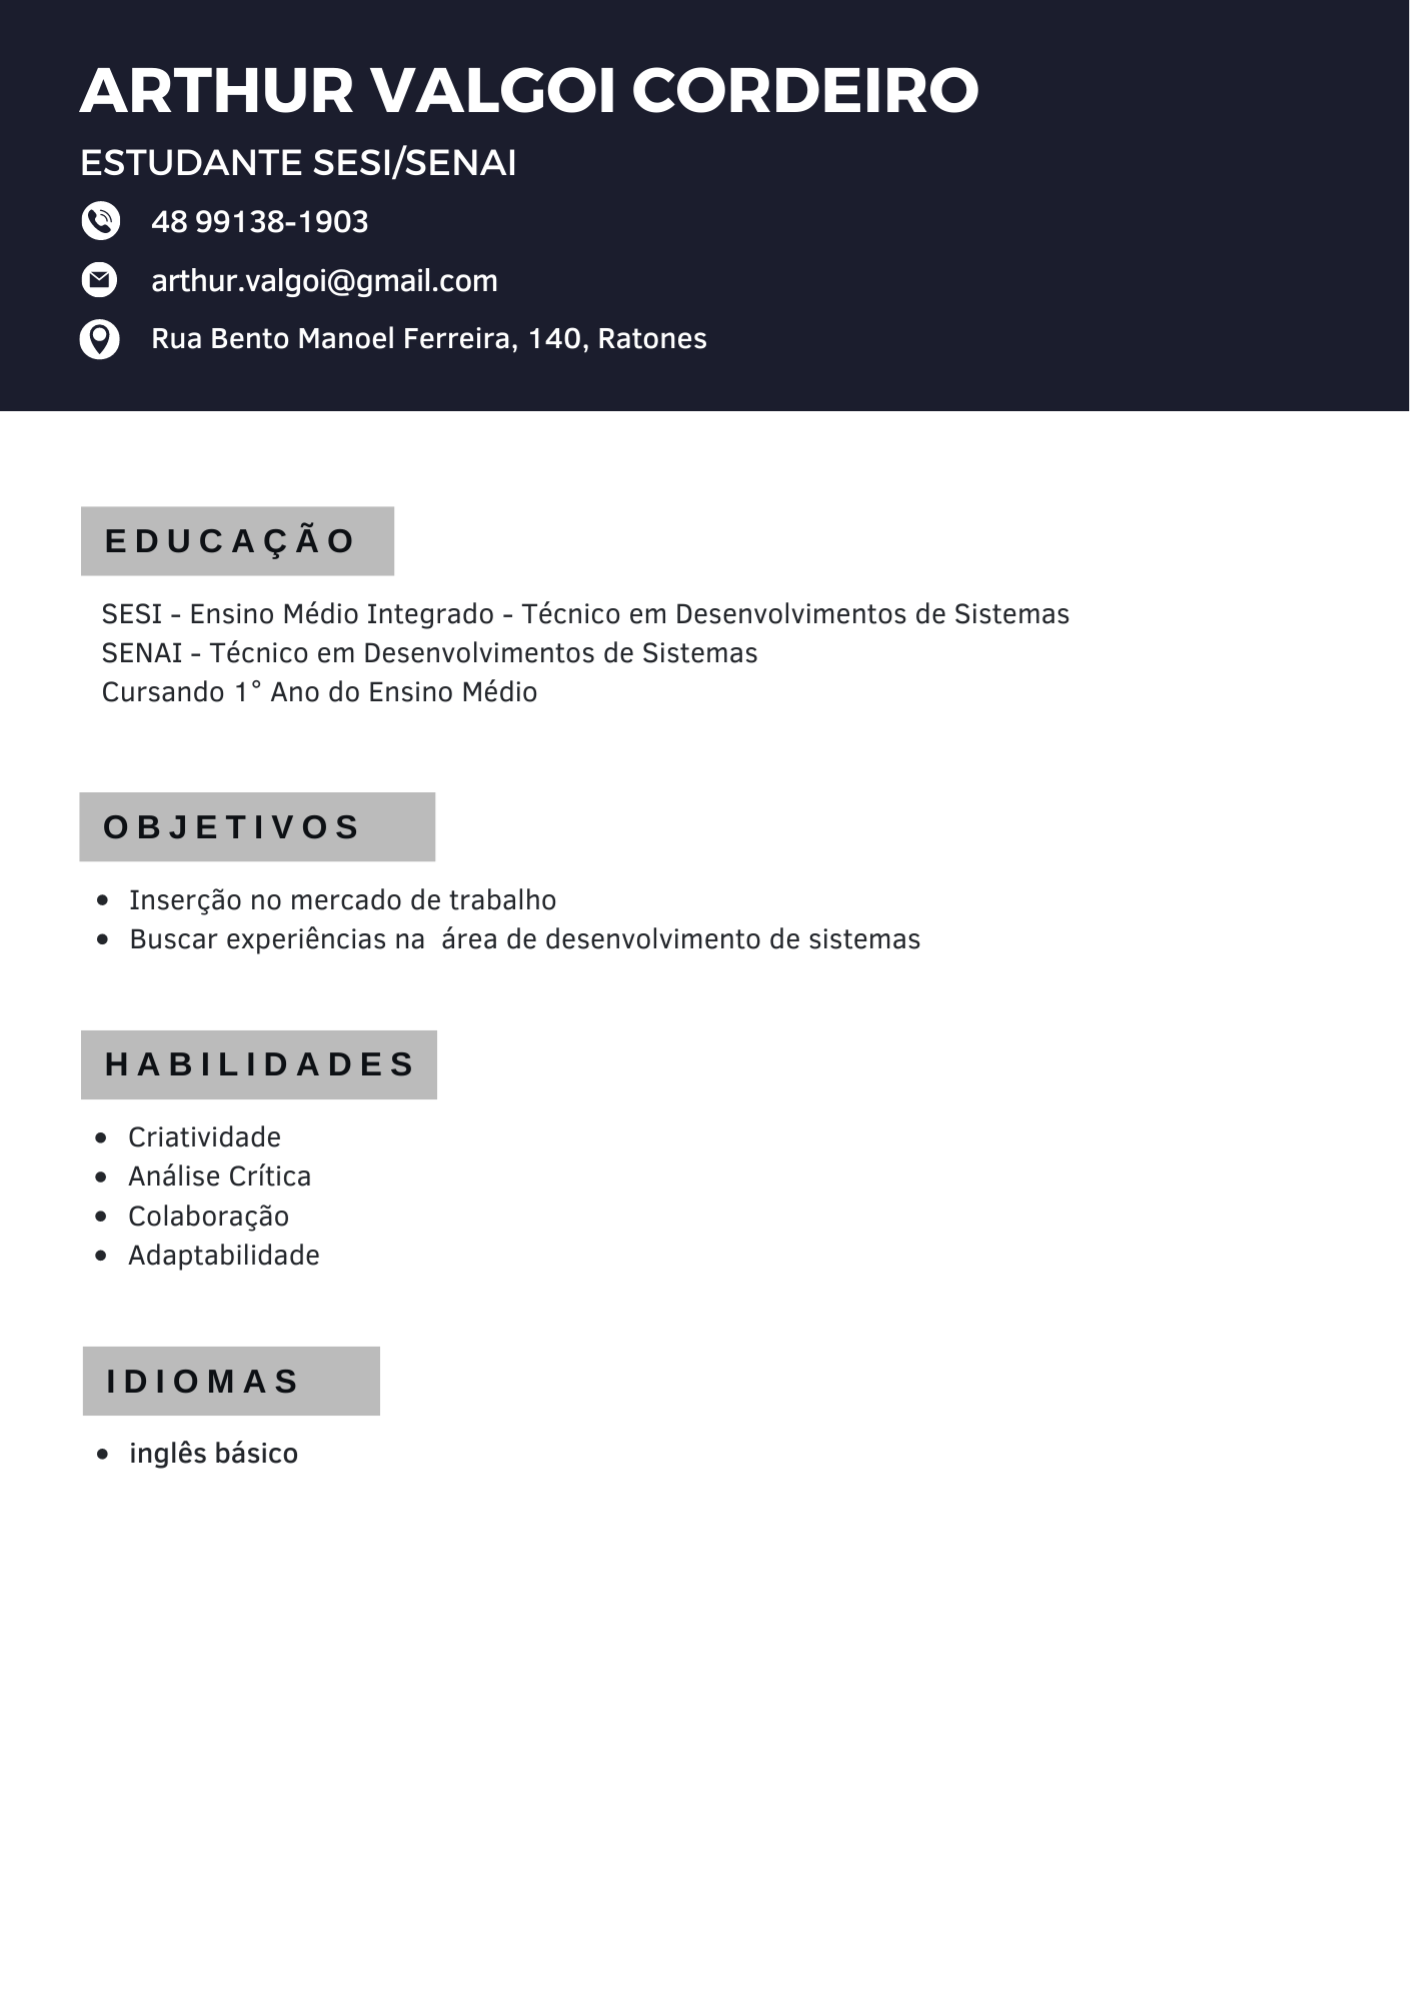 ARTHUR VALGOI CORDEIRO
ESTUDANTE SESI/SENAI
48 99138-1903
arthur.valgoi@gmail.com
Rua Bento Manoel Ferreira, 140, Ratones
EDUCAÇÃO
SESI - Ensino Médio Integrado - Técnico em Desenvolvimentos de Sistemas
SENAI - Técnico em Desenvolvimentos de Sistemas
Cursando 1° Ano do Ensino Médio
OBJETIVOS
• Inserção no mercado de trabalho
• Buscar experiências na  área de desenvolvimento de sistemas
HABILIDADES
• Criatividade
• Análise Crítica
• Colaboração
• Adaptabilidade
IDIOMAS
• inglês básico